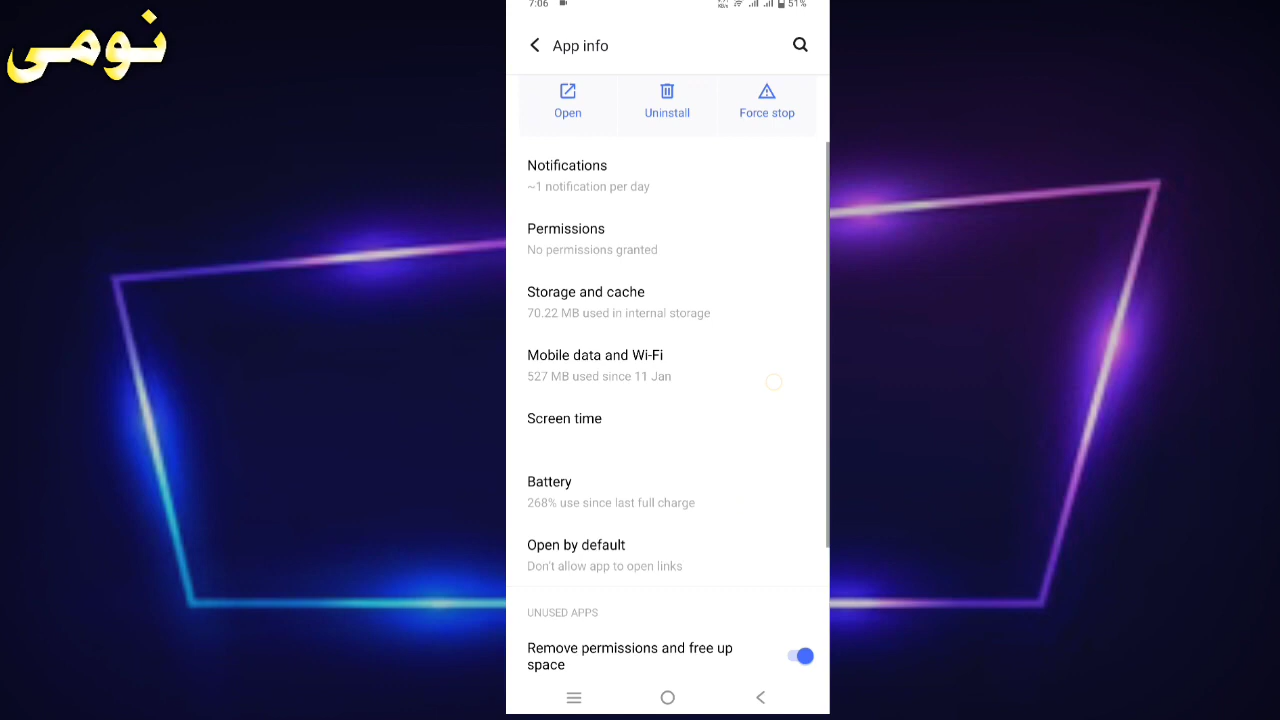 نومی
7:06
51%
App info
Open
Uninstall
Force stop
Notifications
~1 notification per day
Permissions
No permissions granted
Storage and cache
70.22 MB used in internal storage
Mobile data and Wi-Fi
527 MB used since 11 Jan
Screen time
Battery
268% use since last full charge
Open by default
Don't allow app to open links
UNUSED APPS
Remove permissions and free up
space